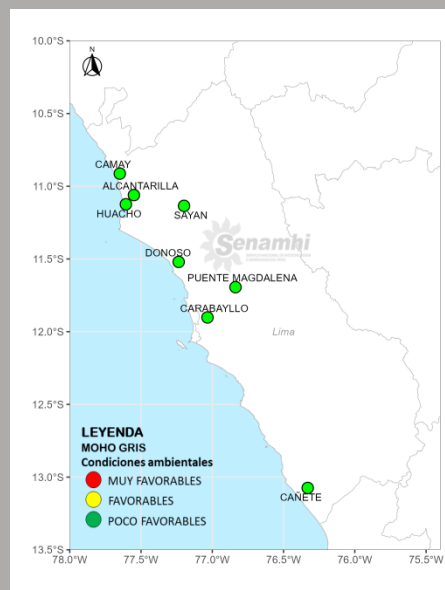 10.0°S
N
10.5°S
CAMAY
11.0°S
ALCANTARILLA
HUACHO
SAYAN
Senamhi
DONOSO
11.5°S
PUENTE MAGDALENA
CARABAYLLO
12.0°S
Lima
12.5°S
LEYENDA
MOHO GRIS
Condiciones ambientales
13.0°S
MUY FAVORABLES
FAVORABLES
CAÑETE
POCO FAVORABLES
13.5°S
78.0°W 77.5°W 77.0°W 76.5°W 76.0°W 75.5°W